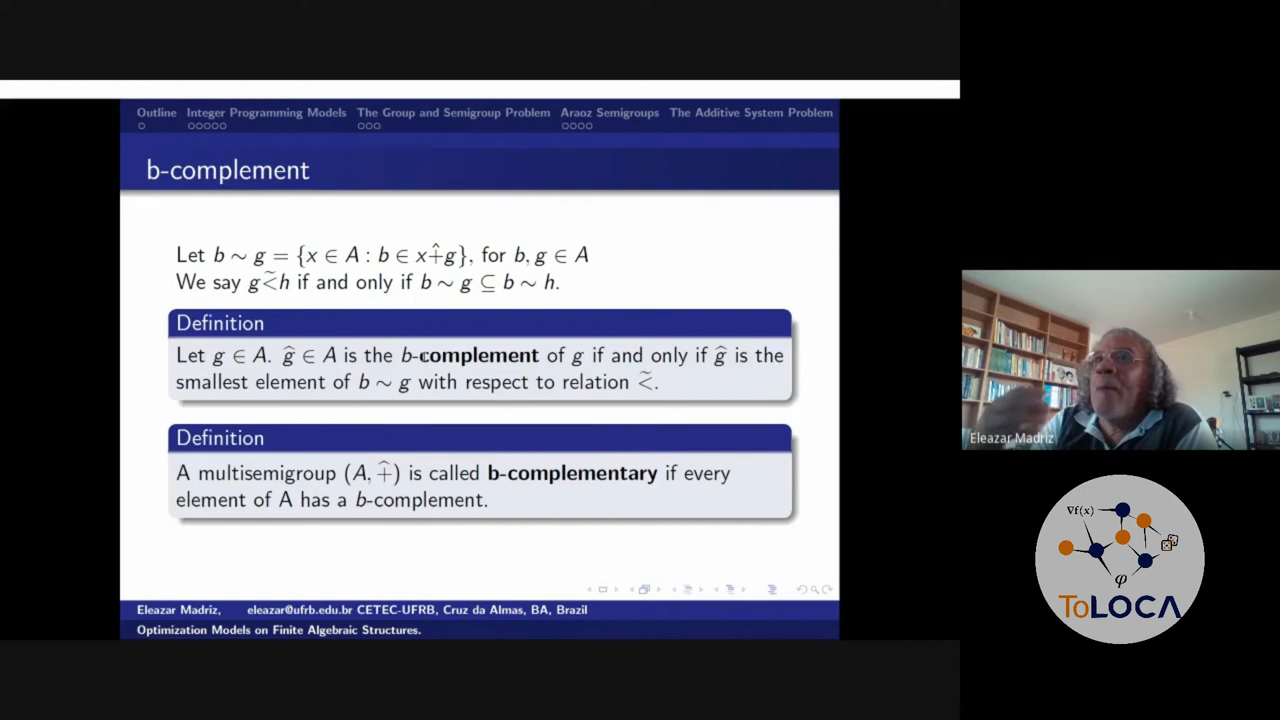 Outline Integer Programming Models The Group and Semigroup Problem Araoz Semigroups The Additive System Problem
b-complement
Let b ∼ g = {x ∈ A : b ∈ x+̂g}, for b, g ∈ A
We say g<̃h if and only if b ∼ g ⊆ b ∼ h.
Definition
Let g ∈ A. ĝ ∈ A is the b-complement of g if and only if ĝ is the
smallest element of b ∼ g with respect to relation <̃.
Definition
A multisemigroup (A, +̂) is called b-complementary if every
element of A has a b-complement.
Eleazar Madriz, eleazar@ufrb.edu.br CETEC-UFRB, Cruz da Almas, BA, Brazil
Optimization Models on Finite Algebraic Structures.
Eleazar Madriz
∇f(x)
φ
ToLOCA